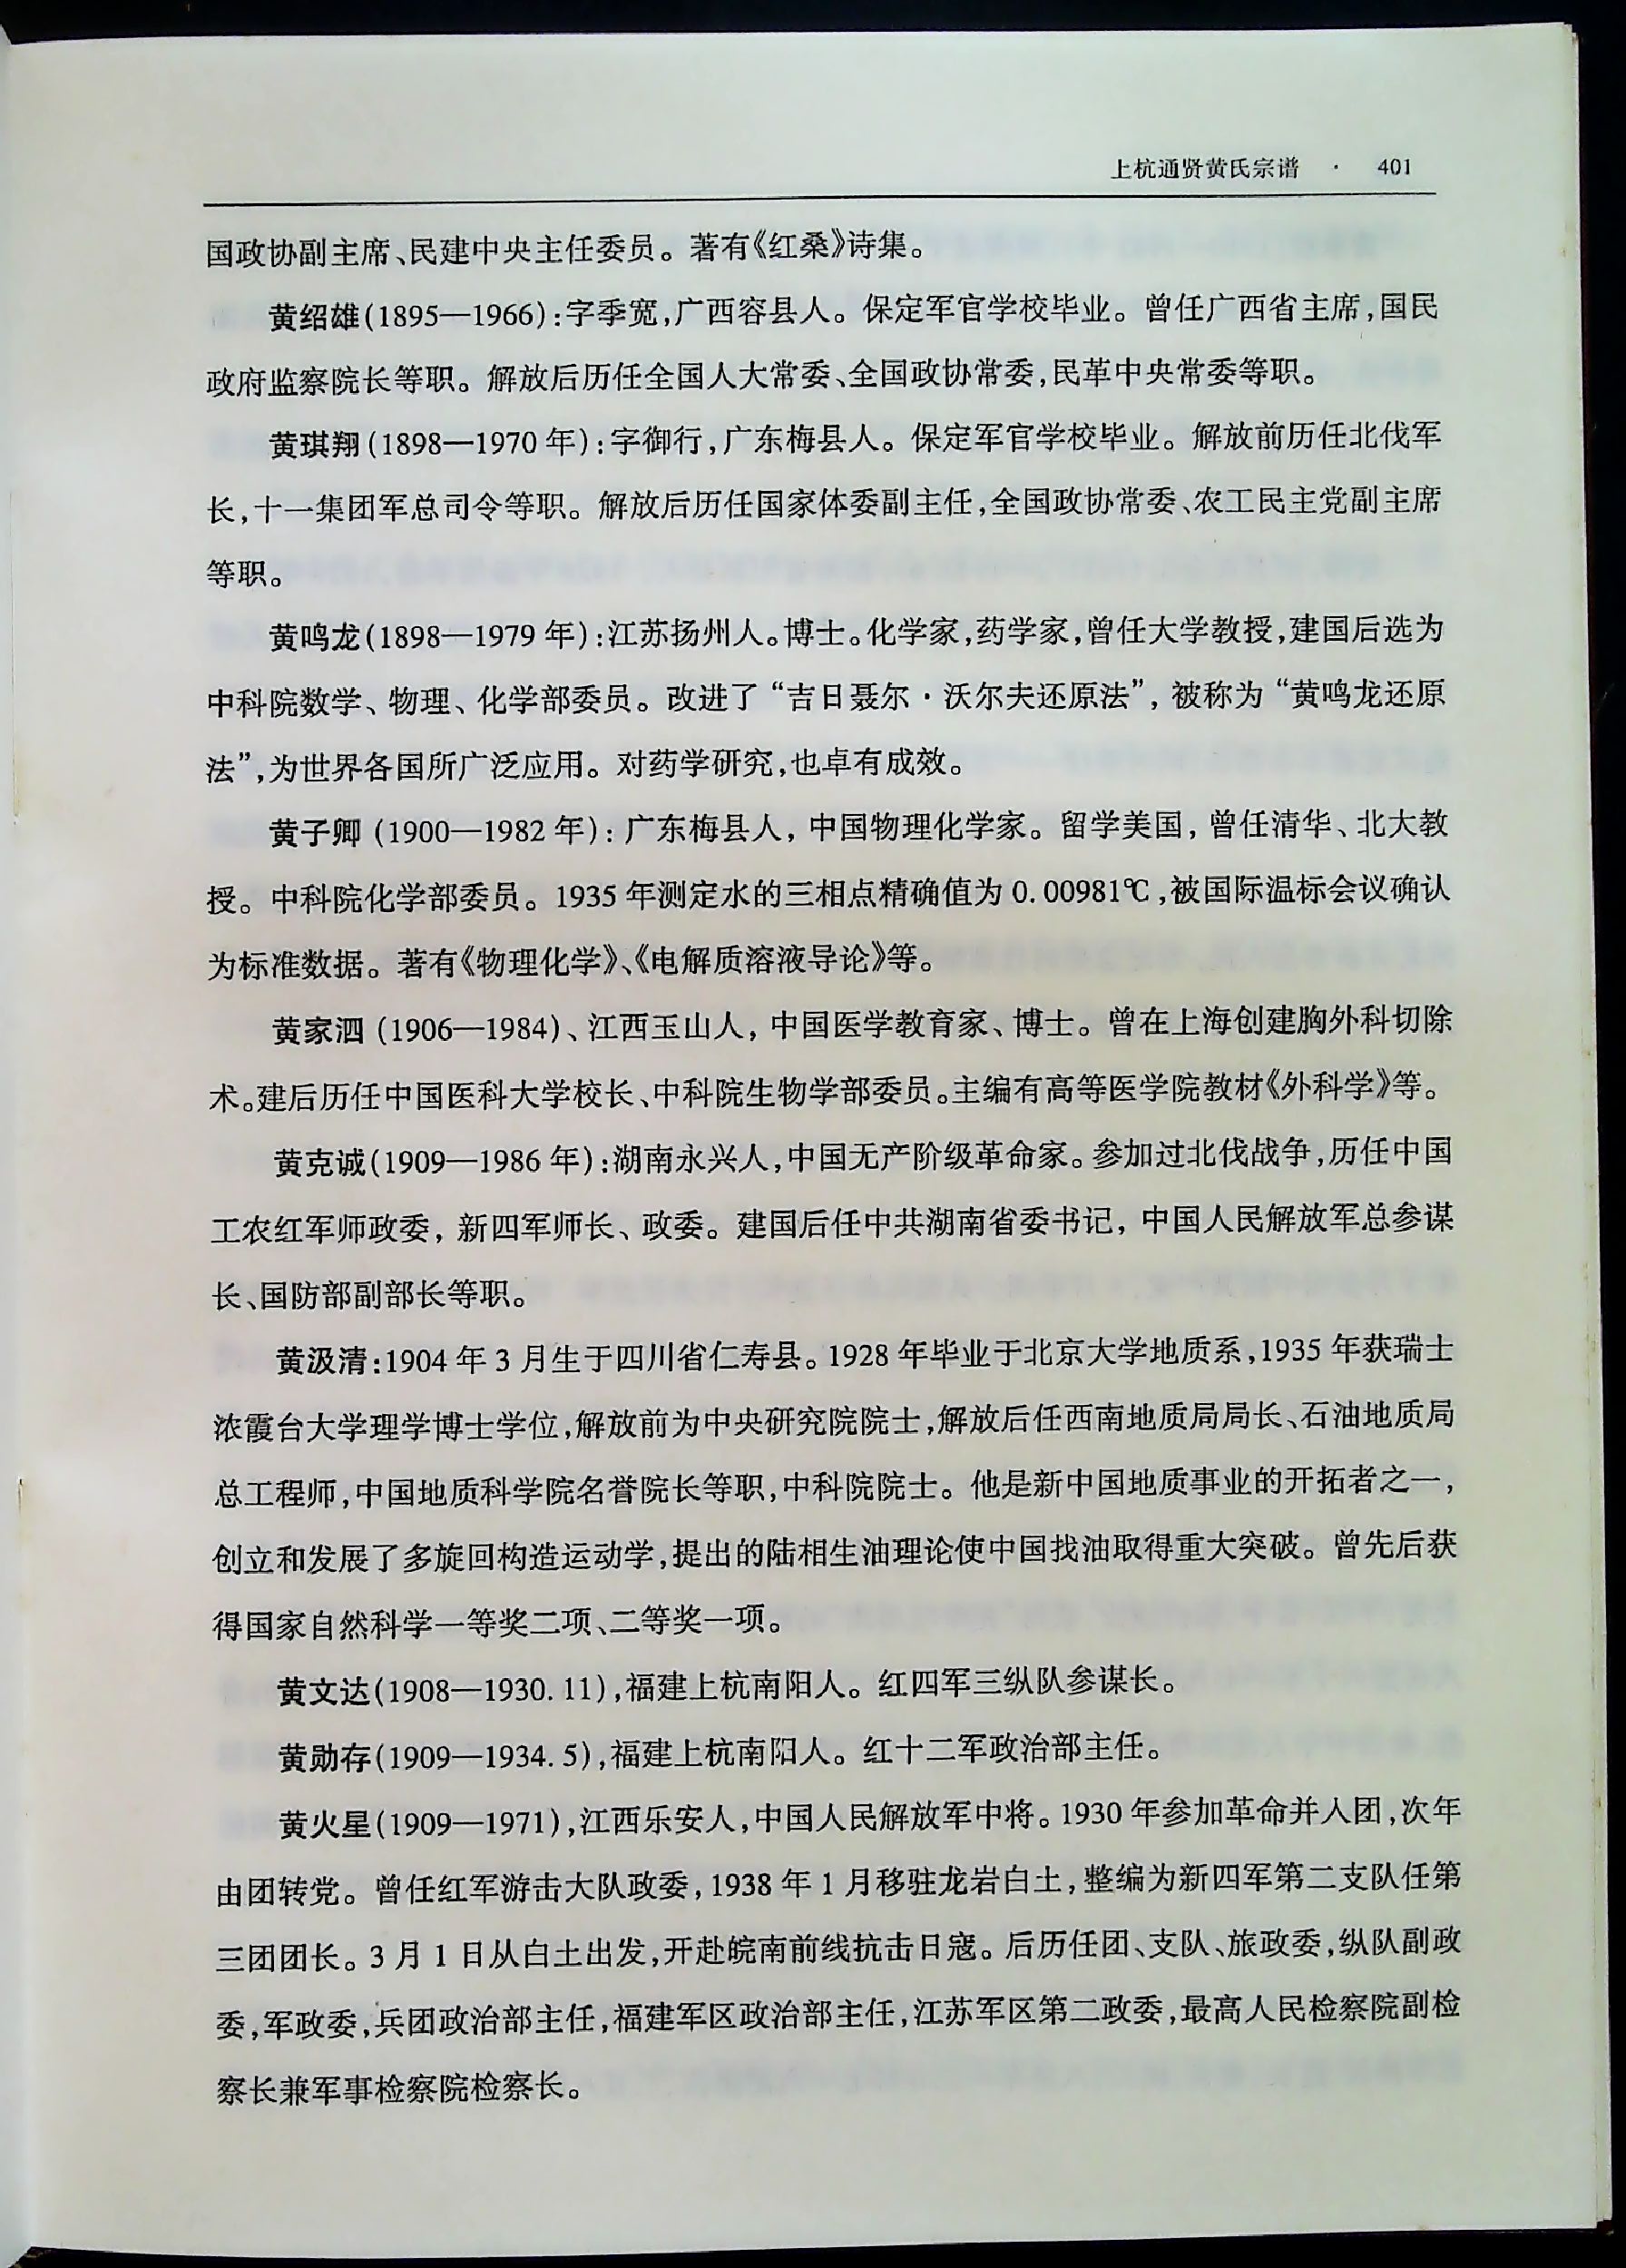 上杭通贤黄氏宗谱 · 401
国政协副主席、民建中央主任委员。著有《红桑》诗集。
黄绍雄(1895—1966):字季宽,广西容县人。保定军官学校毕业。曾任广西省主席,国民
政府监察院长等职。解放后历任全国人大常委、全国政协常委,民革中央常委等职。
黄琪翔(1898—1970年):字御行,广东梅县人。保定军官学校毕业。解放前历任北伐军
长,十一集团军总司令等职。解放后历任国家体委副主任,全国政协常委、农工民主党副主席
等职。
黄鸣龙(1898—1979年):江苏扬州人。博士。化学家,药学家,曾任大学教授,建国后选为
中科院数学、物理、化学部委员。改进了“吉日聂尔·沃尔夫还原法”,被称为“黄鸣龙还原
法”,为世界各国所广泛应用。对药学研究,也卓有成效。
黄子卿(1900—1982年):广东梅县人,中国物理化学家。留学美国,曾任清华、北大教
授。中科院化学部委员。1935年测定水的三相点精确值为0.00981℃,被国际温标会议确认
为标准数据。著有《物理化学》、《电解质溶液导论》等。
黄家泗(1906—1984)、江西玉山人,中国医学教育家、博士。曾在上海创建胸外科切除
术。建后历任中国医科大学校长、中科院生物学部委员。主编有高等医学院教材《外科学》等。
黄克诚(1909—1986年):湖南永兴人,中国无产阶级革命家。参加过北伐战争,历任中国
工农红军师政委,新四军师长、政委。建国后任中共湖南省委书记,中国人民解放军总参谋
长、国防部副部长等职。
黄汲清:1904年3月生于四川省仁寿县。1928年毕业于北京大学地质系,1935年获瑞士
浓霞台大学理学博士学位,解放前为中央研究院院士,解放后任西南地质局局长、石油地质局
总工程师,中国地质科学院名誉院长等职,中科院院士。他是新中国地质事业的开拓者之一,
创立和发展了多旋回构造运动学,提出的陆相生油理论使中国找油取得重大突破。曾先后获
得国家自然科学一等奖二项、二等奖一项。
黄文达(1908—1930.11),福建上杭南阳人。红四军三纵队参谋长。
黄勋存(1909—1934.5),福建上杭南阳人。红十二军政治部主任。
黄火星(1909—1971),江西乐安人,中国人民解放军中将。1930年参加革命并入团,次年
由团转党。曾任红军游击大队政委,1938年1月移驻龙岩白土,整编为新四军第二支队任第
三团团长。3月1日从白土出发,开赴皖南前线抗击日寇。后历任团、支队、旅政委,纵队副政
委,军政委,兵团政治部主任,福建军区政治部主任,江苏军区第二政委,最高人民检察院副检
察长兼军事检察院检察长。